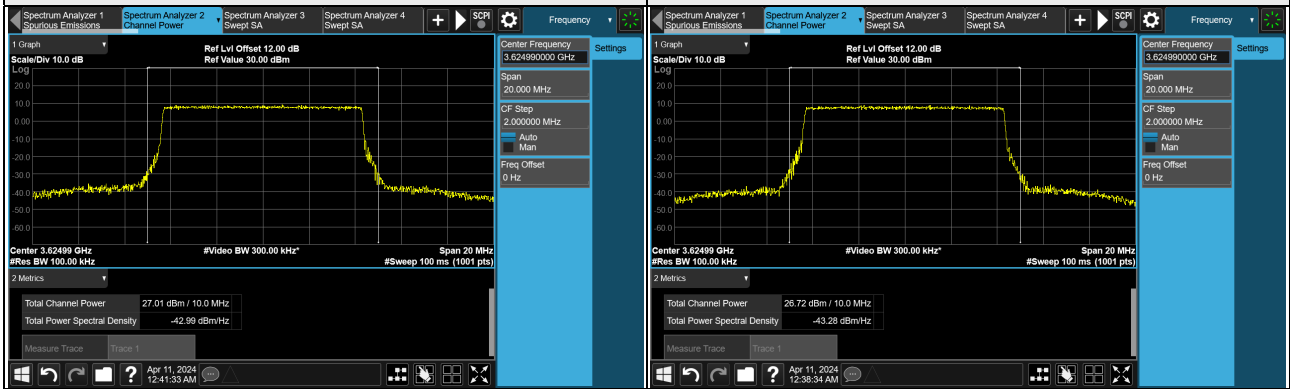 Spectrum Analyzer 1 Spectrum Analyzer 2 Spectrum Analyzer 3 Spectrum Analyzer 4 SCPI Frequency
Spurious Emissions Channel Power Swept SA Swept SA
1 Graph Ref Lvl Offset 12.00 dB Center Frequency Settings
Scale/Div 10.0 dB Ref Value 30.00 dBm 3.624990000 GHz
Log
Span
20.0 20.000 MHz
10.0 CF Step
0.00 2.000000 MHz
-10.0 Auto
Man
-20.0 Freq Offset
-30.0 0 Hz
-40.0
-50.0
-60.0
Center 3.62499 GHz #Video BW 300.00 kHz* Span 20 MHz
#Res BW 100.00 kHz #Sweep 100 ms (1001 pts)
2 Metrics
Total Channel Power 27.01 dBm / 10.0 MHz
Total Power Spectral Density -42.99 dBm/Hz
Measure Trace Trace 1
? Apr 11, 2024
12:41:33 AM
Spectrum Analyzer 1 Spectrum Analyzer 2 Spectrum Analyzer 3 Spectrum Analyzer 4 SCPI Frequency
Spurious Emissions Channel Power Swept SA Swept SA
1 Graph Ref Lvl Offset 12.00 dB Center Frequency Settings
Scale/Div 10.0 dB Ref Value 30.00 dBm 3.624990000 GHz
Log
Span
20.0 20.000 MHz
10.0 CF Step
0.00 2.000000 MHz
-10.0 Auto
Man
-20.0 Freq Offset
-30.0 0 Hz
-40.0
-50.0
-60.0
Center 3.62499 GHz #Video BW 300.00 kHz* Span 20 MHz
#Res BW 100.00 kHz #Sweep 100 ms (1001 pts)
2 Metrics
Total Channel Power 26.72 dBm / 10.0 MHz
Total Power Spectral Density -43.28 dBm/Hz
Measure Trace Trace 1
? Apr 11, 2024
12:38:34 AM